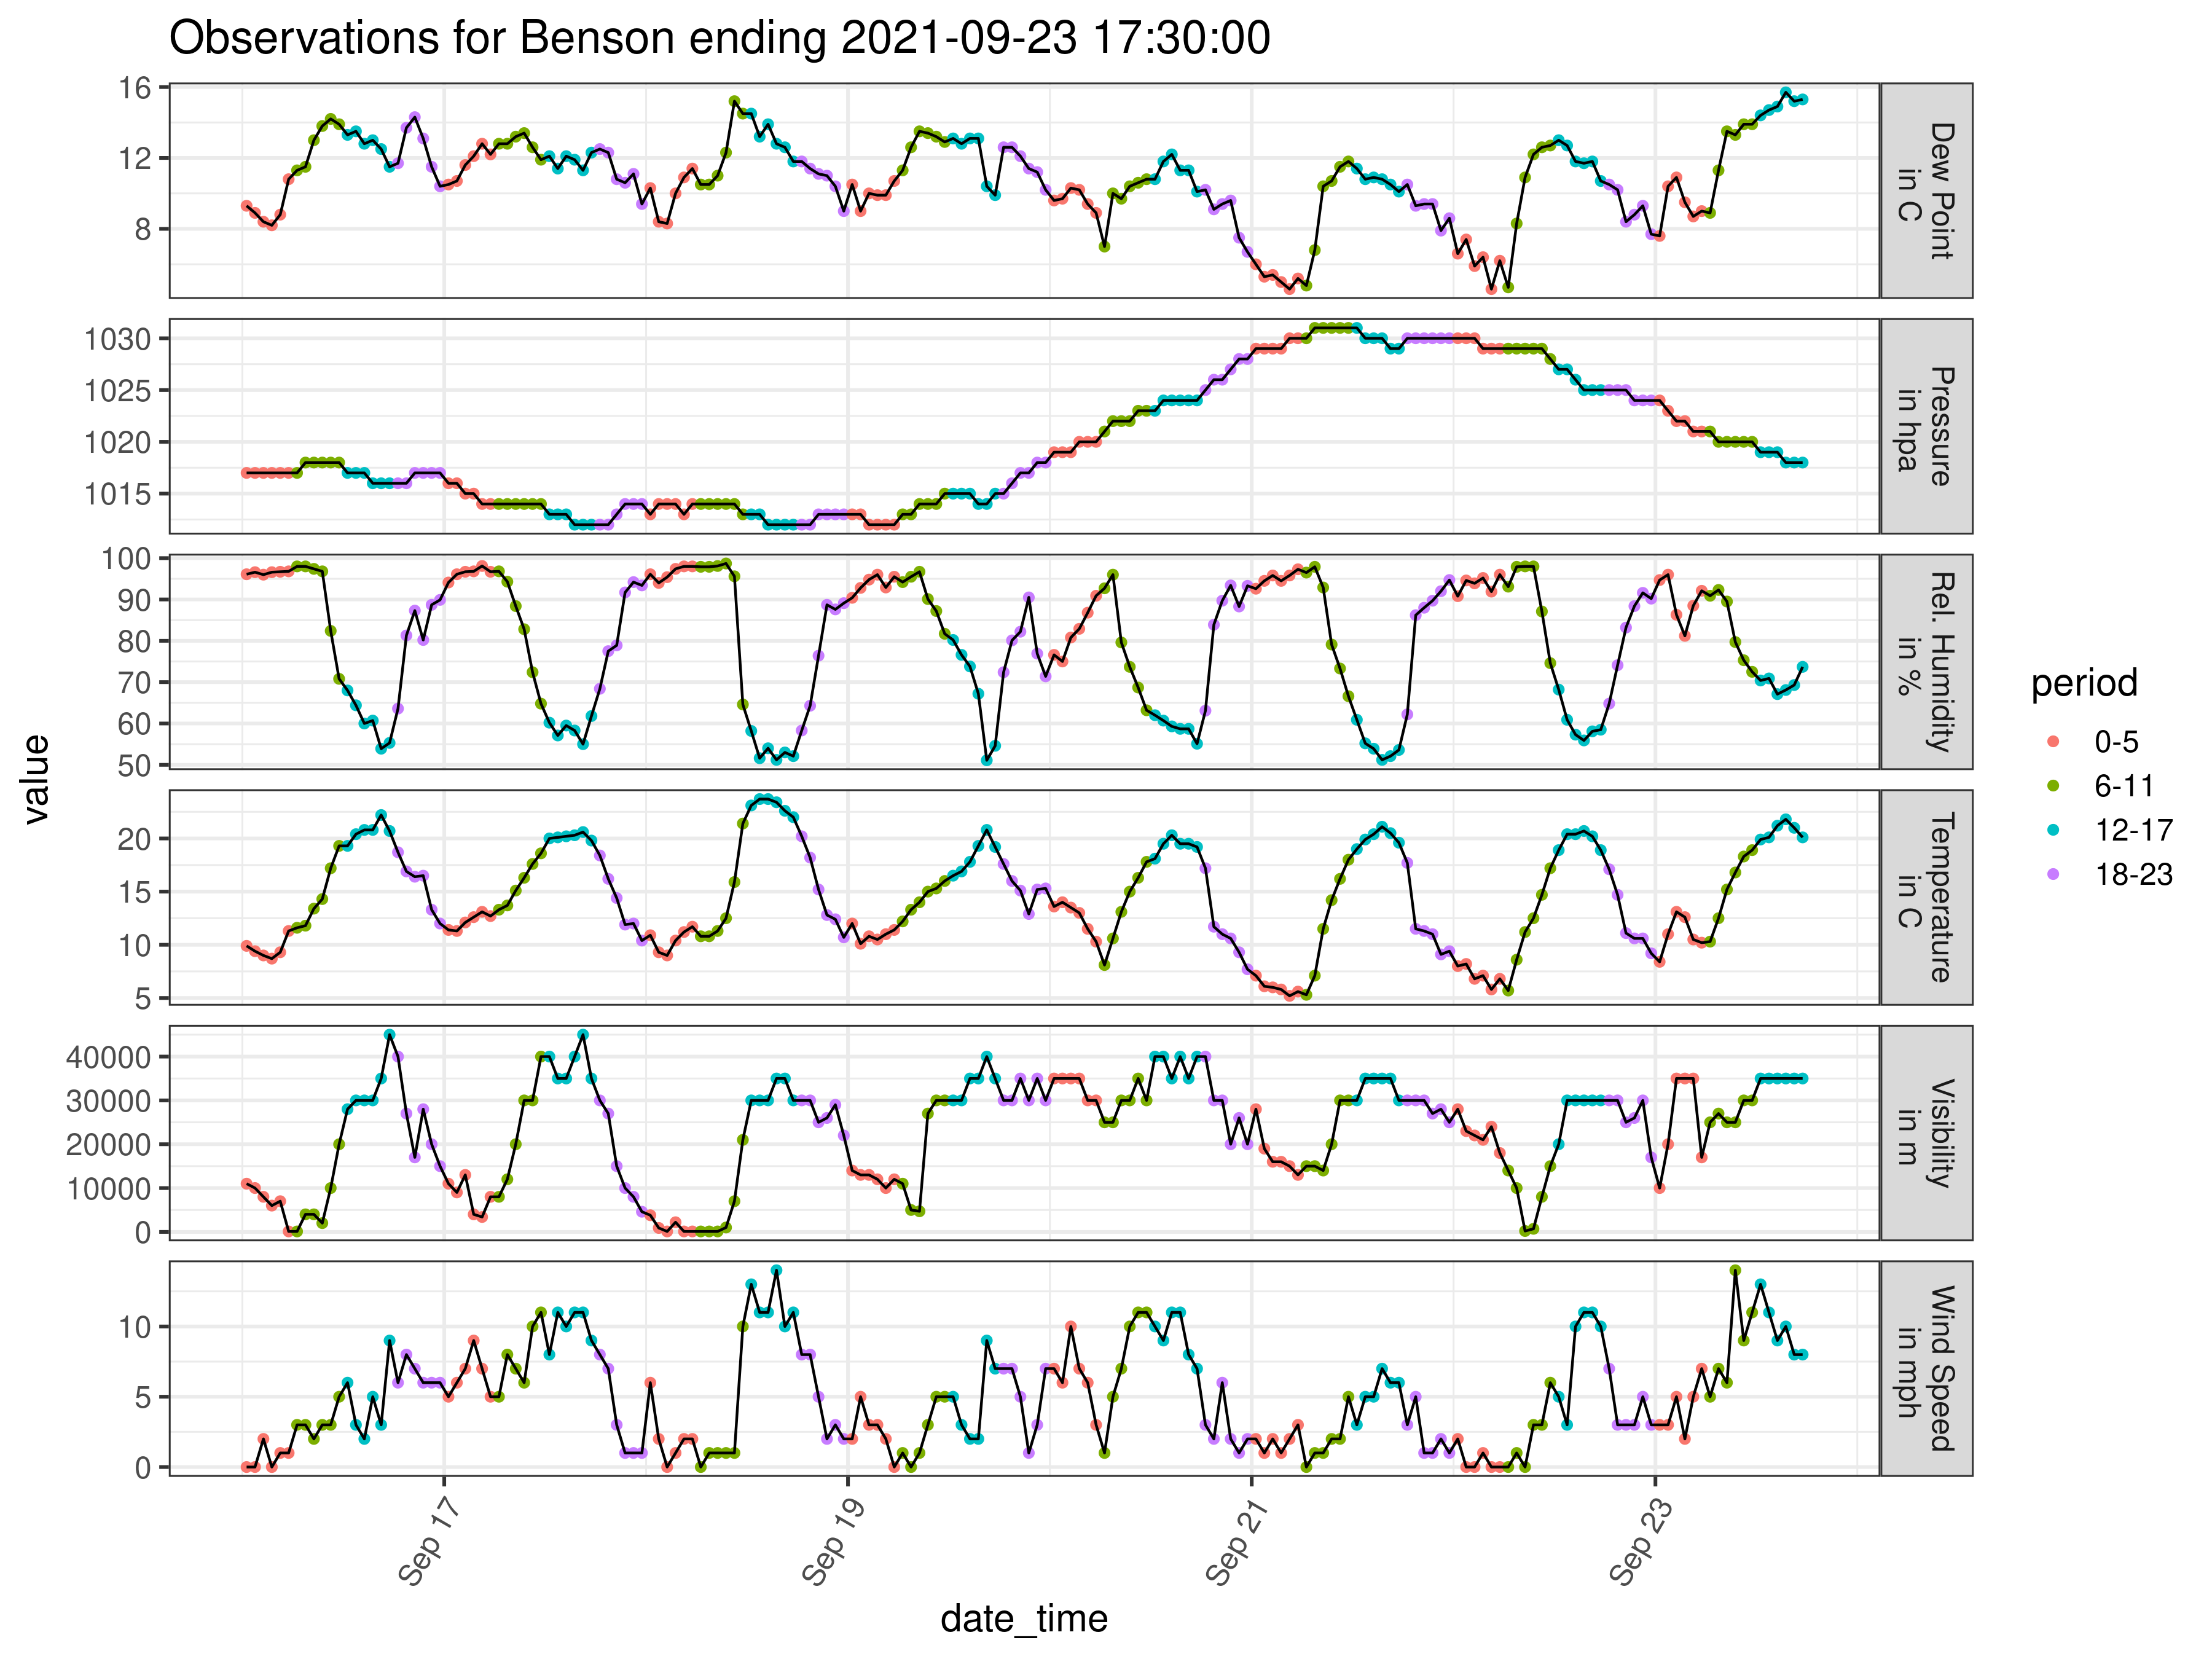 Observations for Benson ending 2021-09-23 17:30:00
value
16
12
8
Dew Point
in C
1030
1025
1020
1015
Pressure
in hpa
100
90
80
70
60
50
Rel. Humidity
in %
20
15
10
5
Temperature
in C
40000
30000
20000
10000
0
Visibility
in m
10
5
0
Wind Speed
in mph
Sep 17
Sep 19
Sep 21
Sep 23
date_time
period
0-5
6-11
12-17
18-23